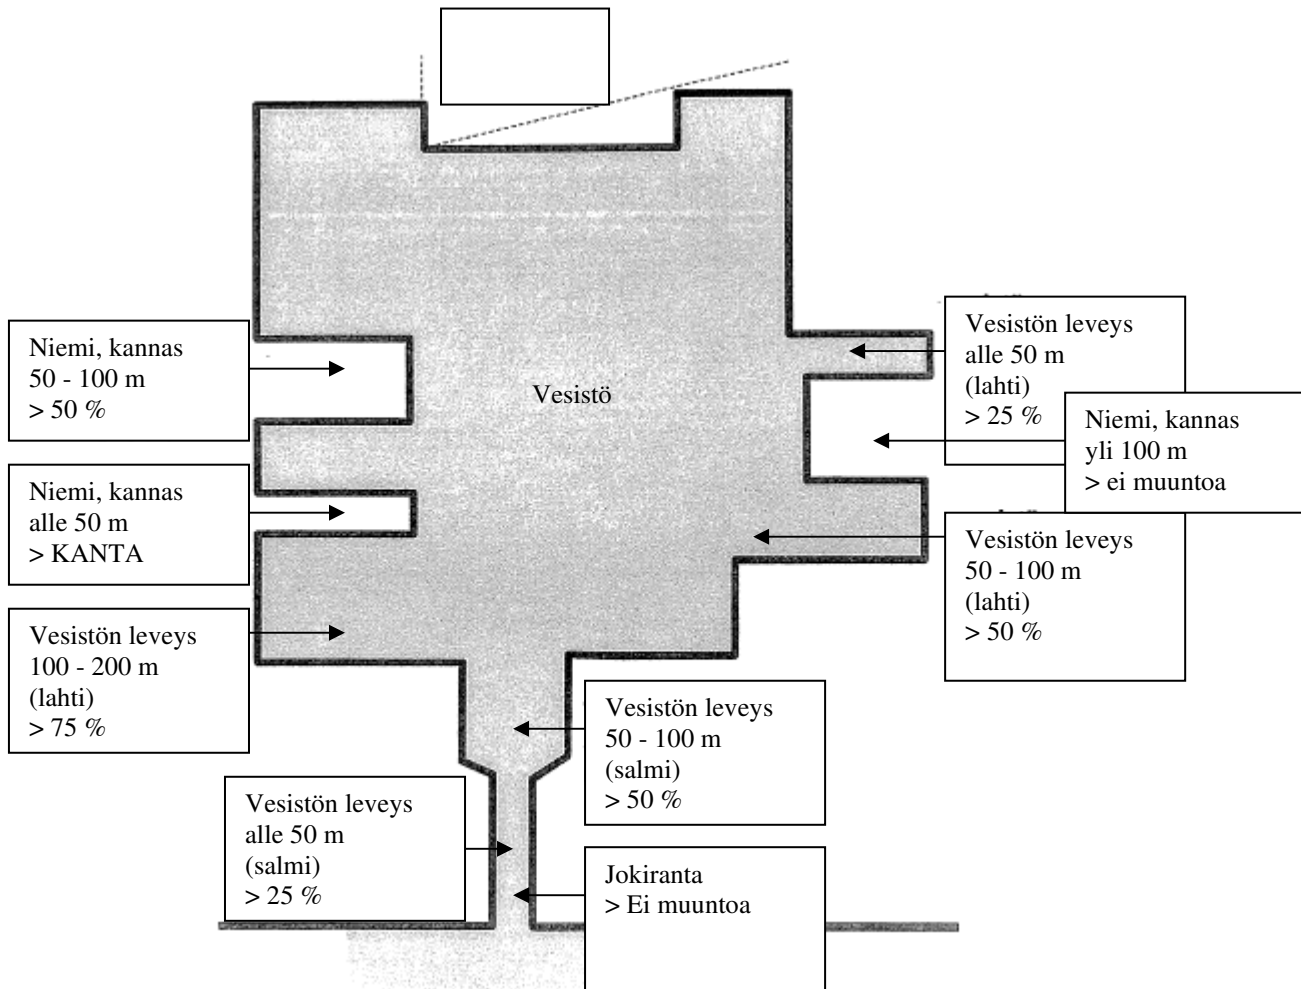 Niemi, kannas
50 - 100 m
> 50 %
Vesistö
Vesistön leveys
alle 50 m
(lahti)
> 25 %
Niemi, kannas
yli 100 m
> ei muuntoa
Niemi, kannas
alle 50 m
> KANTA
Vesistön leveys
50 - 100 m
(lahti)
> 50 %
Vesistön leveys
100 - 200 m
(lahti)
> 75 %
Vesistön leveys
50 - 100 m
(salmi)
> 50 %
Vesistön leveys
alle 50 m
(salmi)
> 25 %
Jokiranta
> Ei muuntoa